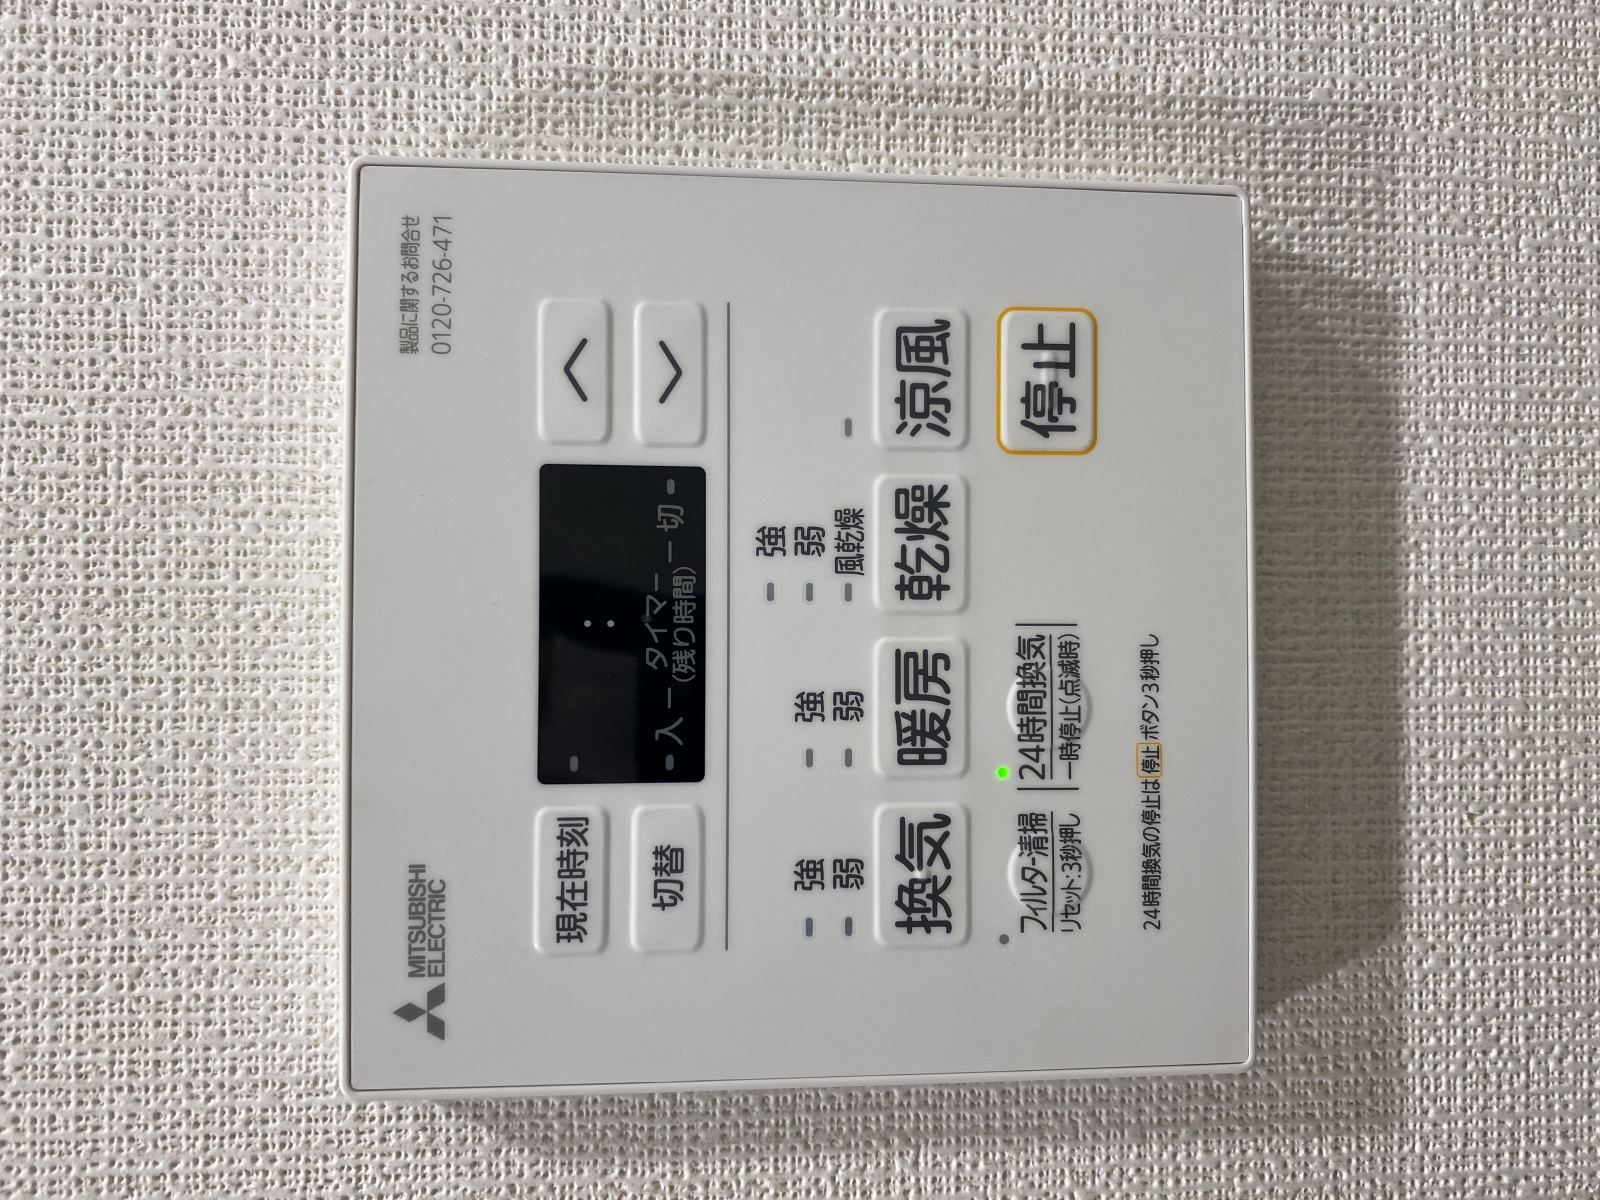 MITSUBISHI
ELECTRIC
製品に関するお問合せ
0120-726-471
現在時刻
:
切替
入 タイマー 切
(残り時間)
強
強 強 弱
弱 弱 風乾燥
換気 暖房 乾燥 涼風
フィルター清掃 24時間換気
リセット:3秒押し 一時停止(点滅時)
停止
24時間換気の停止は 停止 ボタン3秒押し